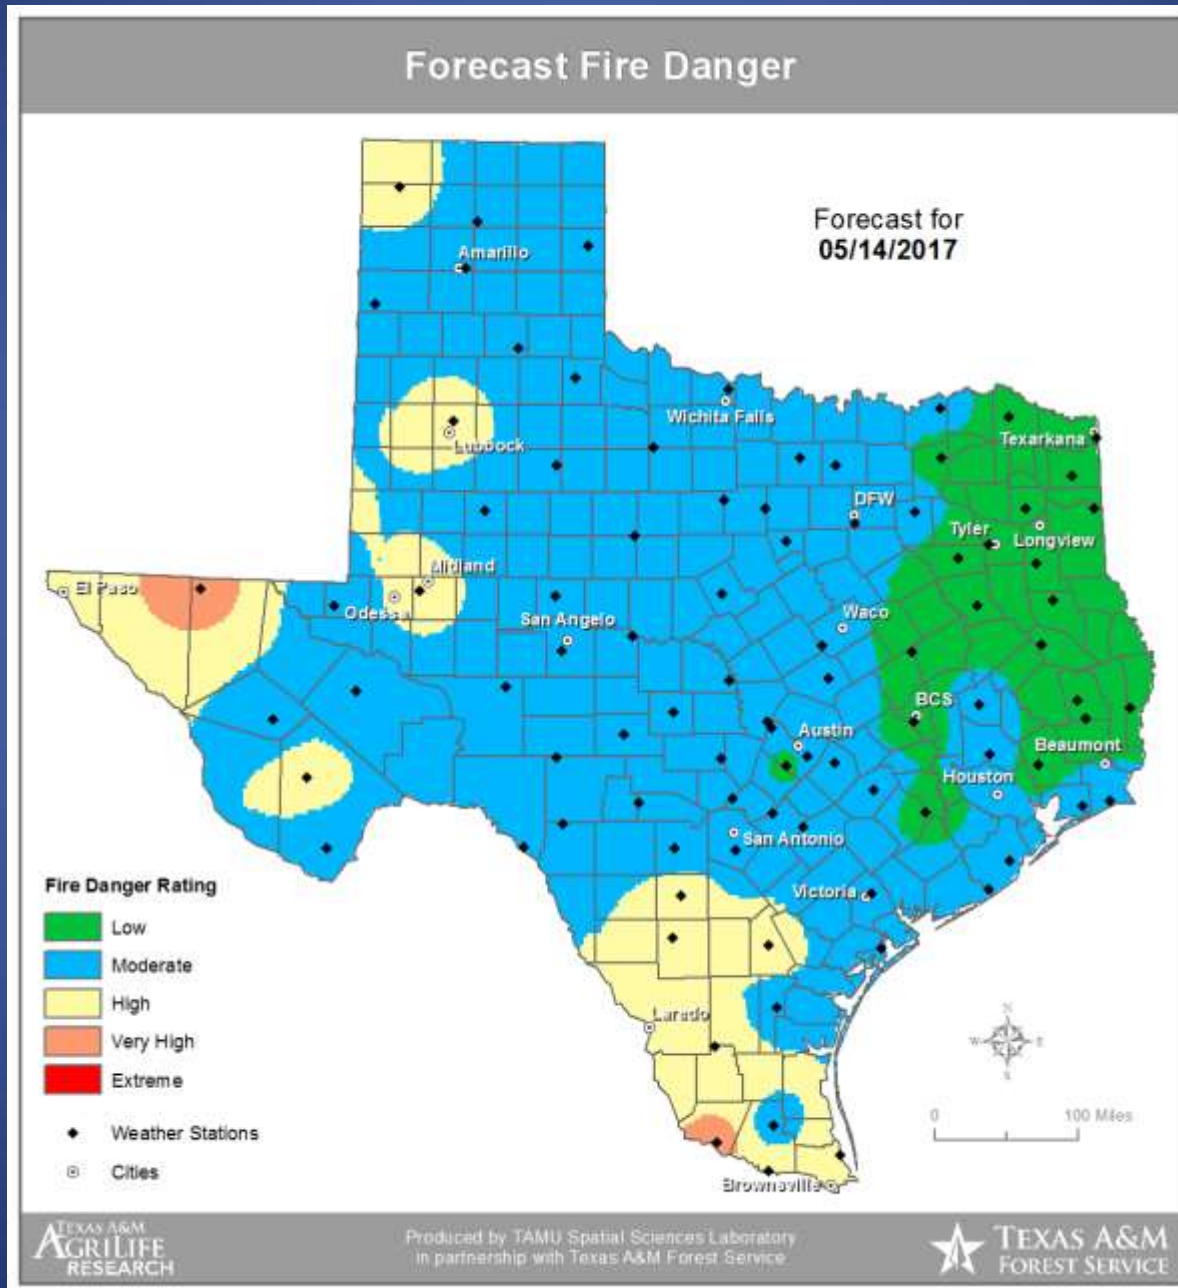 Forecast Fire Danger
Forecast for
05/14/2017
Amarillo
Wichita Falls
Lubbock
Texarkana
DFW
Tyler
Longview
Midland
El Paso
Odessa
San Angelo
Waco
BCS
Austin
Beaumont
Houston
San Antonio
Victoria
Laredo
Brownsville
Fire Danger Rating
Low
Moderate
High
Very High
Extreme
Weather Stations
Cities
N
W
E
S
0
100 Miles
TEXAS A&M
AGRILIFE
RESEARCH
Produced by TAMU Spatial Sciences Laboratory
in partnership with Texas A&M Forest Service
TEXAS A&M
FOREST SERVICE